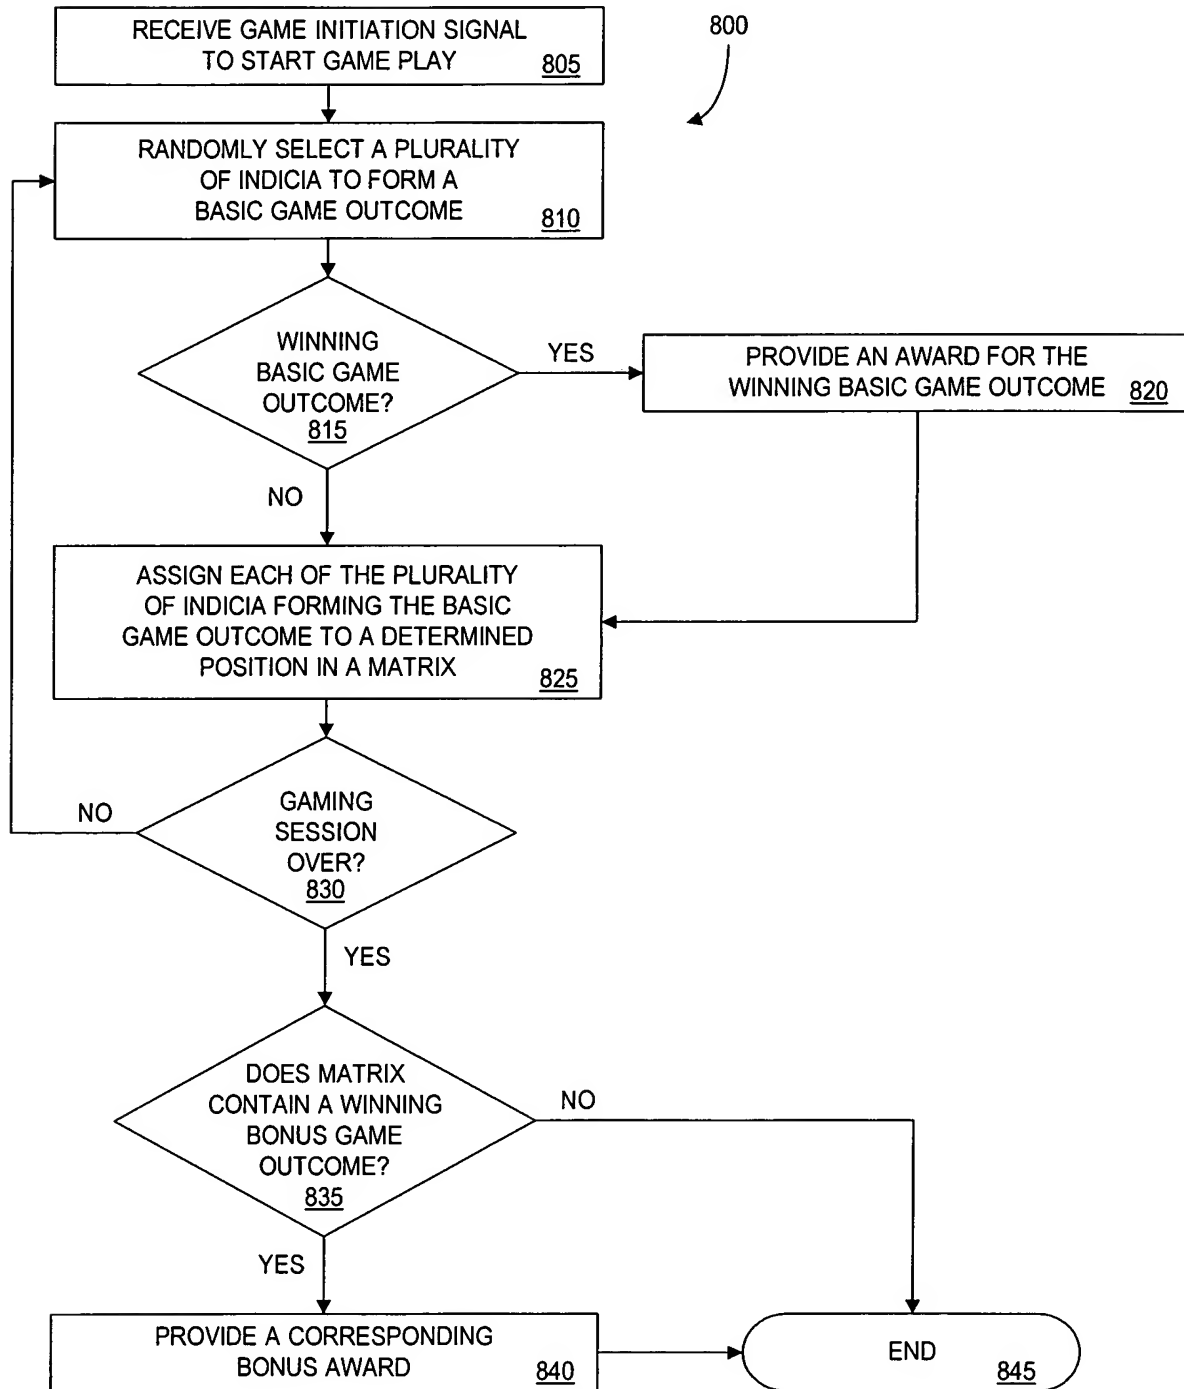 RECEIVE GAME INITIATION SIGNAL
TO START GAME PLAY
805
800
RANDOMLY SELECT A PLURALITY
OF INDICIA TO FORM A
BASIC GAME OUTCOME
810
WINNING
BASIC GAME
OUTCOME?
815
YES
PROVIDE AN AWARD FOR THE
WINNING BASIC GAME OUTCOME
820
NO
ASSIGN EACH OF THE PLURALITY
OF INDICIA FORMING THE BASIC
GAME OUTCOME TO A DETERMINED
POSITION IN A MATRIX
825
NO
GAMING
SESSION
OVER?
830
YES
DOES MATRIX
CONTAIN A WINNING
BONUS GAME
OUTCOME?
835
NO
YES
PROVIDE A CORRESPONDING
BONUS AWARD
840
END
845